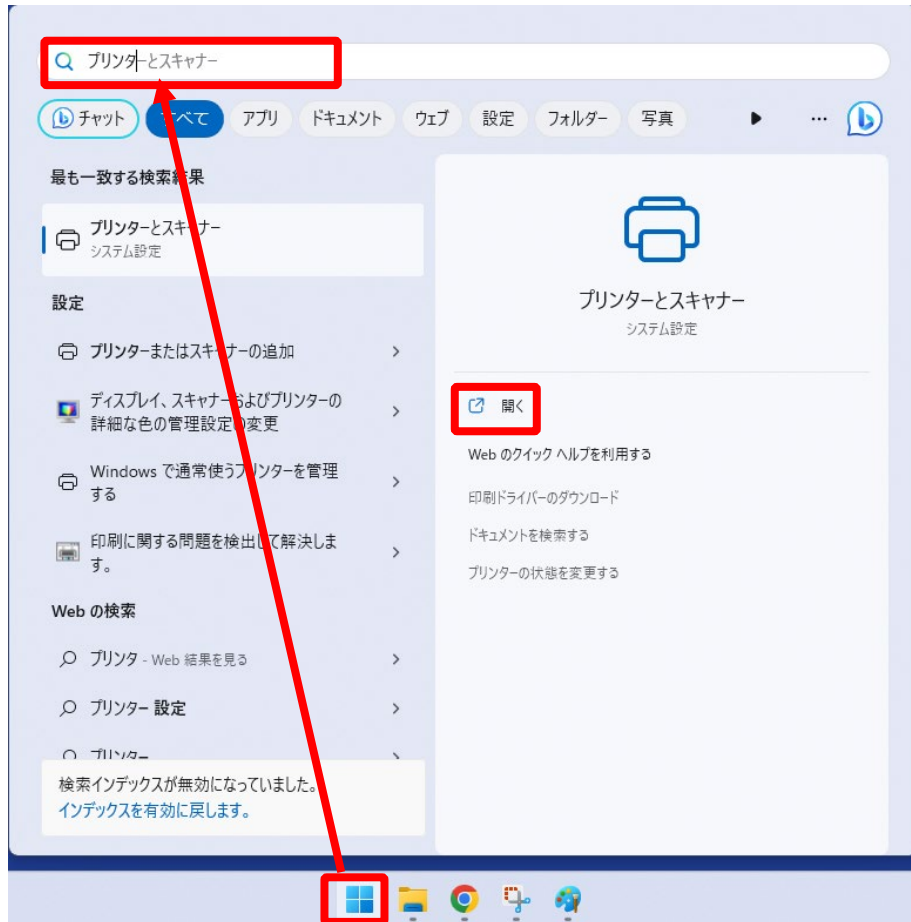 プリンターとスキャナー
チャット すべて アプリ ドキュメント ウェブ 設定 フォルダー 写真
最も一致する検索結果
プリンターとスキャナー
システム設定
設定
プリンターまたはスキャナーの追加
ディスプレイ、スキャナーおよびプリンターの
詳細な色の管理設定の変更
Windows で通常使うプリンターを管理
する
印刷に関する問題を検出して解決しま
す。
Web の検索
プリンタ - Web 結果を見る
プリンター 設定
プリンター
検索インデックスが無効になっていました。
インデックスを有効に戻します。
プリンターとスキャナー
システム設定
開く
Web のクイック ヘルプを利用する
印刷ドライバーのダウンロード
ドキュメントを検索する
プリンターの状態を変更する